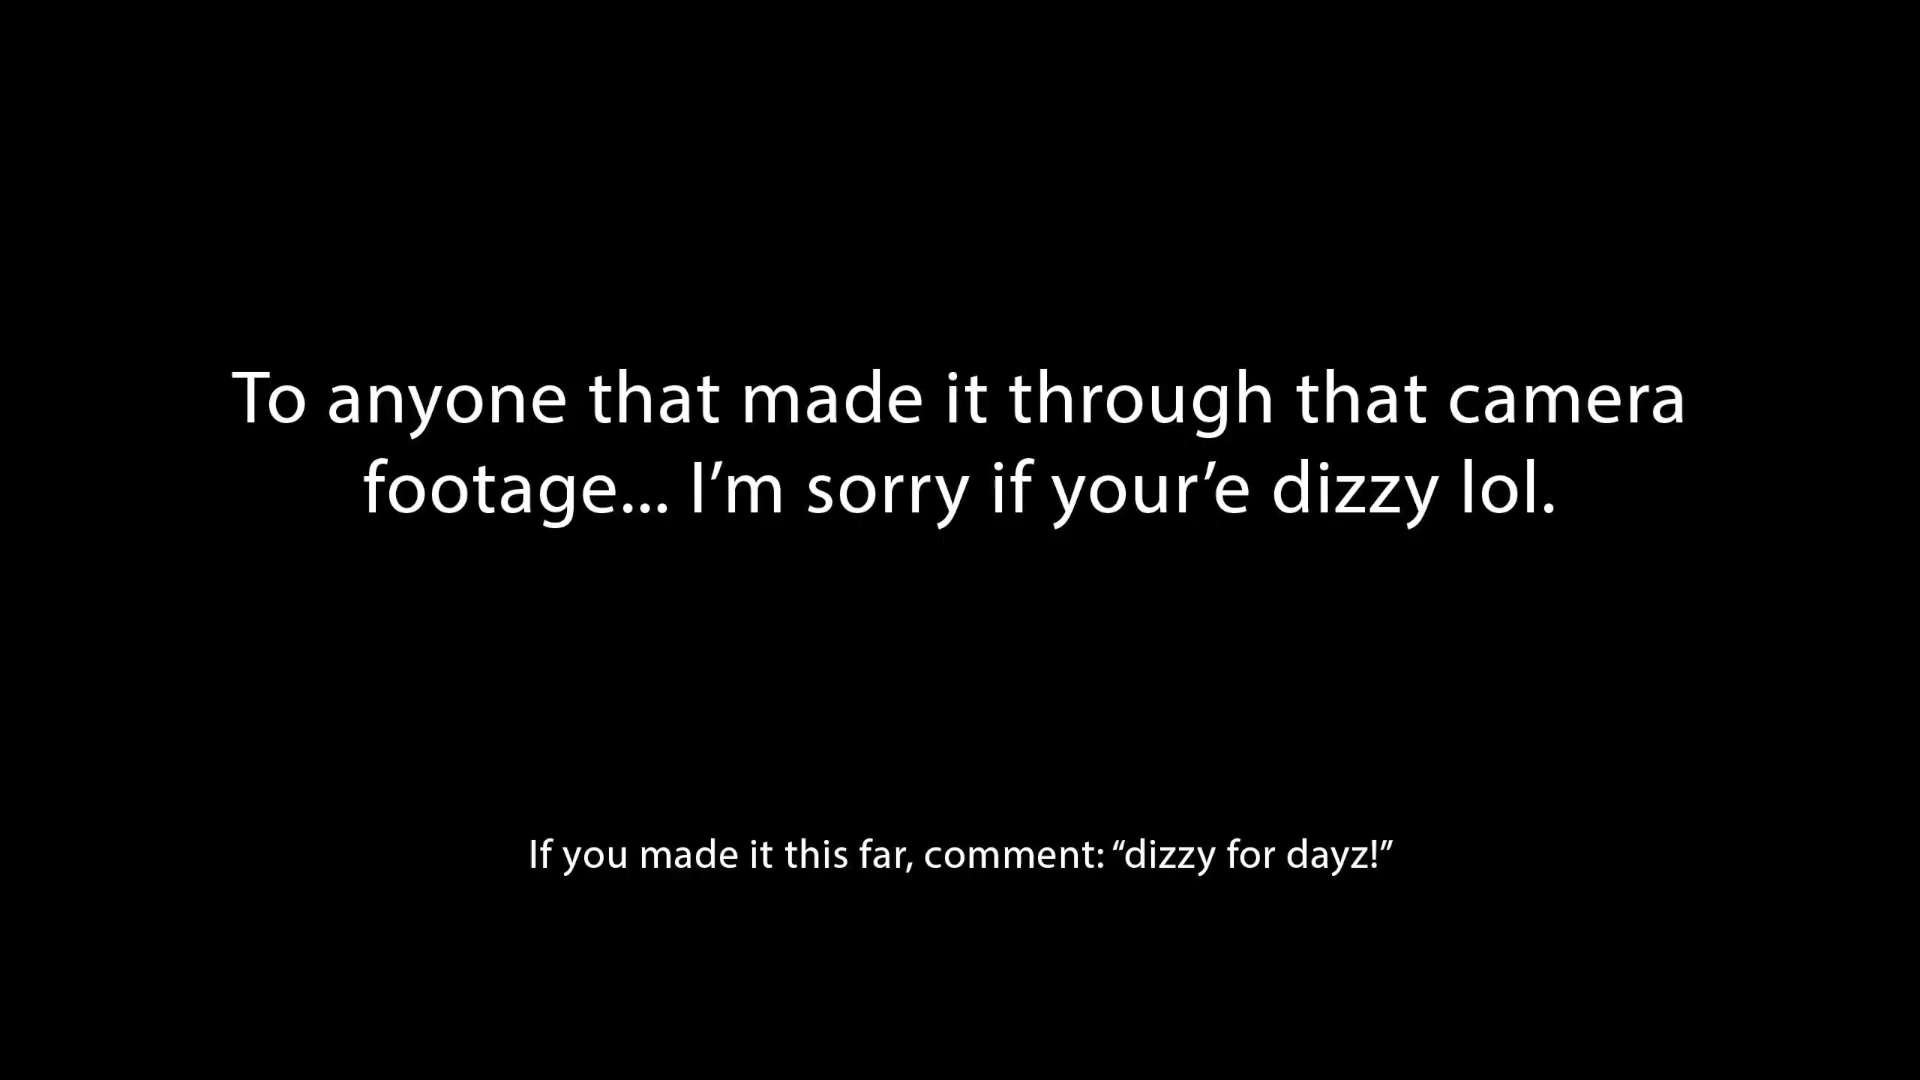 To anyone that made it through that camera
footage... I’m sorry if your’e dizzy lol.
If you made it this far, comment: “dizzy for dayz!”